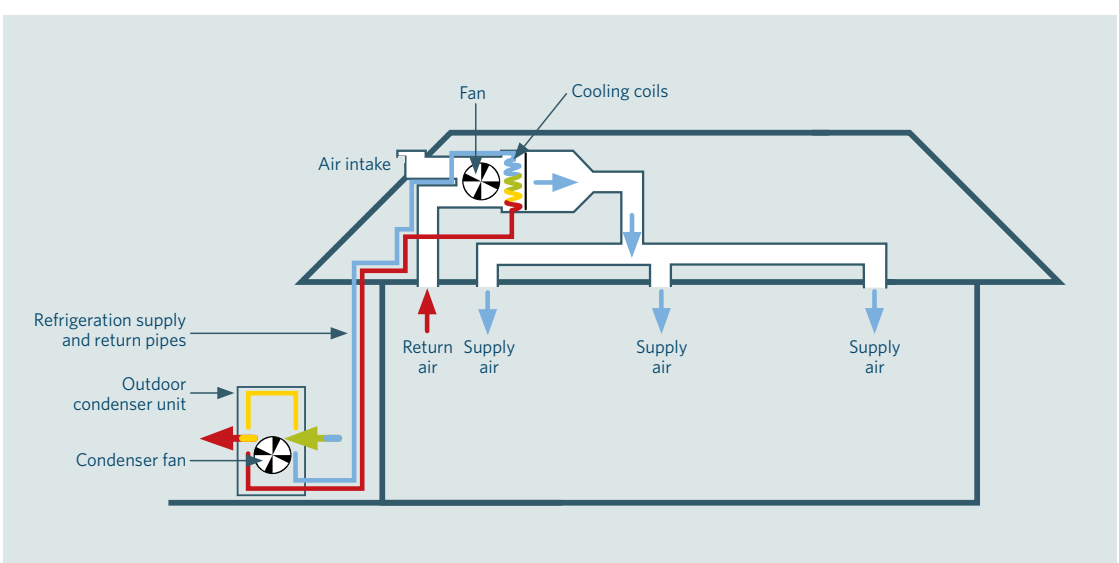 Fan
Cooling coils
Air intake
Refrigeration supply
and return pipes
Return
air
Supply
air
Supply
air
Supply
air
Outdoor
condenser unit
Condenser fan